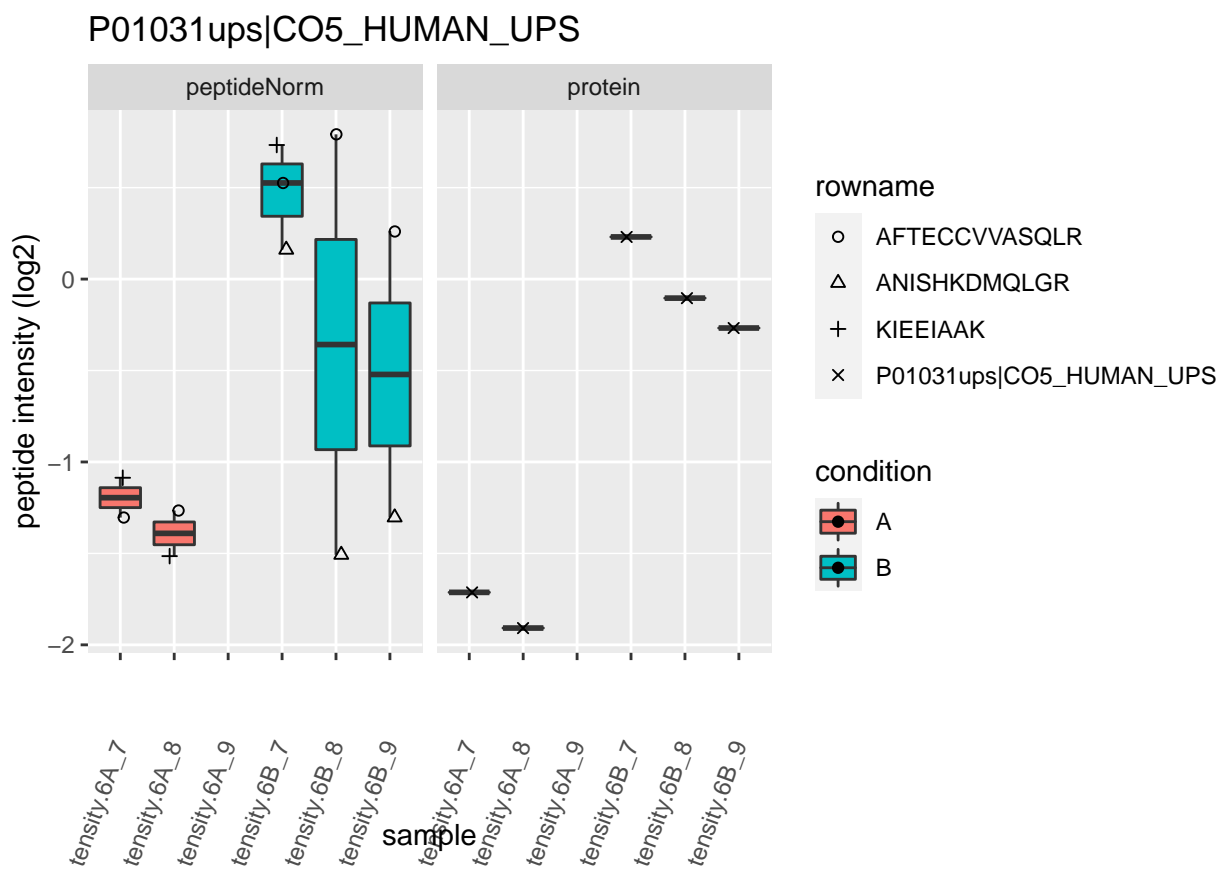 P01031ups|CO5_HUMAN_UPS
peptideNorm
protein
peptide intensity (log2)
0
−1
−2
tensity.6A_7
tensity.6A_8
tensity.6A_9
tensity.6B_7
tensity.6B_8
tensity.6B_9
tensity.6A_7
tensity.6A_8
tensity.6A_9
tensity.6B_7
tensity.6B_8
tensity.6B_9
sample
rowname
AFTECCVVASQLR
ANISHKDMQLGR
KIEEIAAK
P01031ups|CO5_HUMAN_UPS
condition
A
B